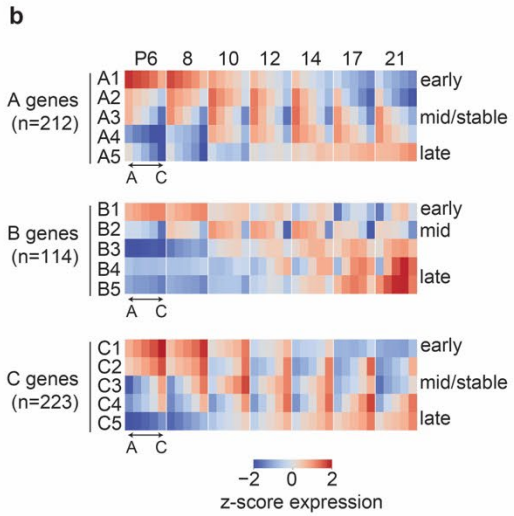 b
P6 8 10 12 14 17 21
A genes
(n=212)
A1 early
A2
A3 mid/stable
A4
A5 late
A C
B genes
(n=114)
B1 early
B2 mid
B3
B4 late
B5
A C
C genes
(n=223)
C1 early
C2
C3 mid/stable
C4
C5 late
A C
−2 0 2
z-score expression